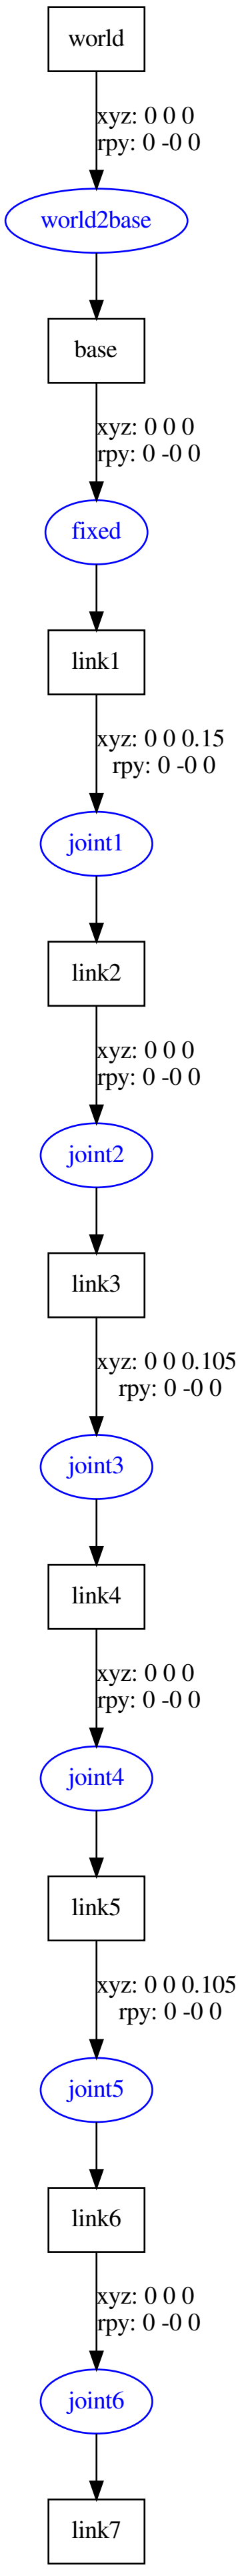 world
xyz: 0 0 0
rpy: 0 -0 0
world2base
base
xyz: 0 0 0
rpy: 0 -0 0
fixed
link1
xyz: 0 0 0.15
rpy: 0 -0 0
joint1
link2
xyz: 0 0 0
rpy: 0 -0 0
joint2
link3
xyz: 0 0 0.105
rpy: 0 -0 0
joint3
link4
xyz: 0 0 0
rpy: 0 -0 0
joint4
link5
xyz: 0 0 0.105
rpy: 0 -0 0
joint5
link6
xyz: 0 0 0
rpy: 0 -0 0
joint6
link7